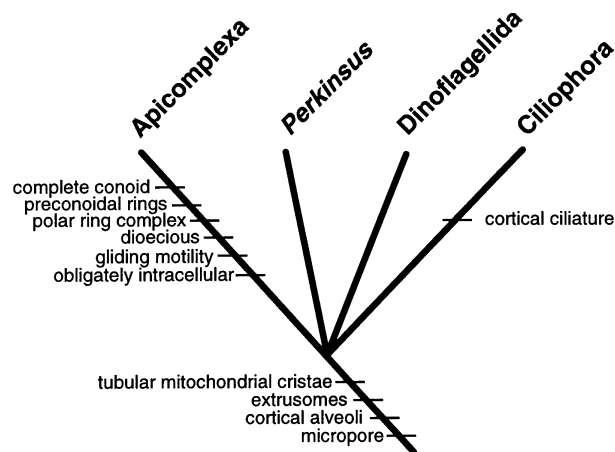 Apicomplexa
Perkinsus
Dinoflagellida
Ciliophora
complete conoid
preconoidal rings
polar ring complex
dioecious
gliding motility
obligately intracellular
cortical ciliature
tubular mitochondrial cristae
extrusomes
cortical alveoli
micropore